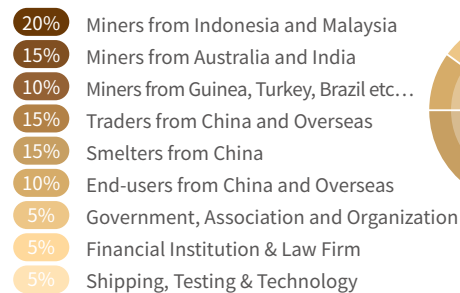 20% Miners from Indonesia and Malaysia
15% Miners from Australia and India
10% Miners from Guinea, Turkey, Brazil etc…
15% Traders from China and Overseas
15% Smelters from China
10% End-users from China and Overseas
5% Government, Association and Organization
5% Financial Institution & Law Firm
5% Shipping, Testing & Technology